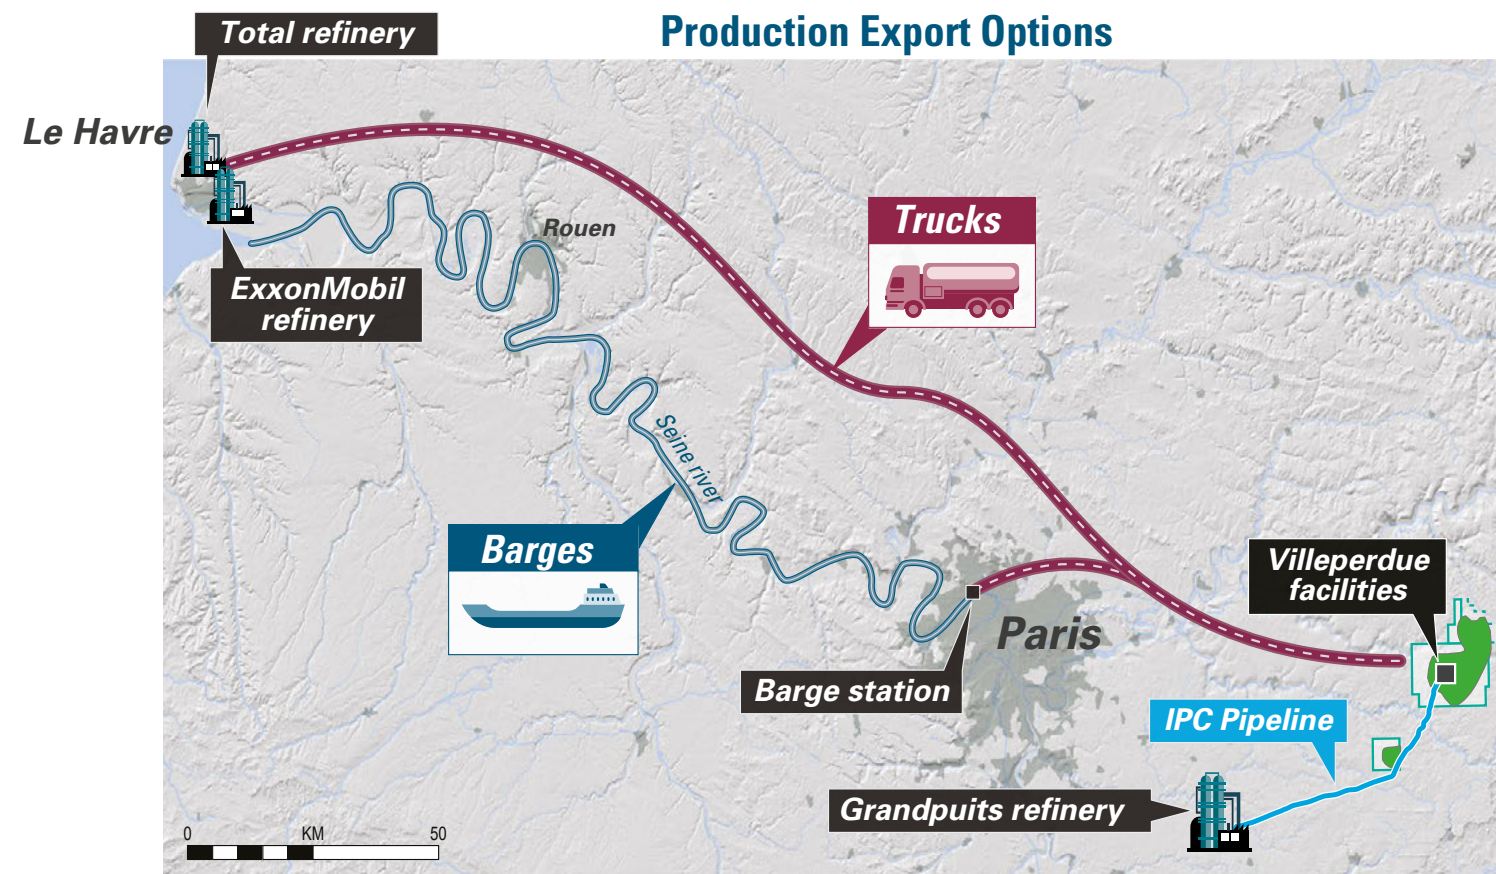 Production Export Options
Total refinery
Le Havre
Rouen
Trucks
ExxonMobil
refinery
Seine river
Barges
Villeperdue
facilities
Paris
Barge station
IPC Pipeline
Grandpuits refinery
0 KM 50